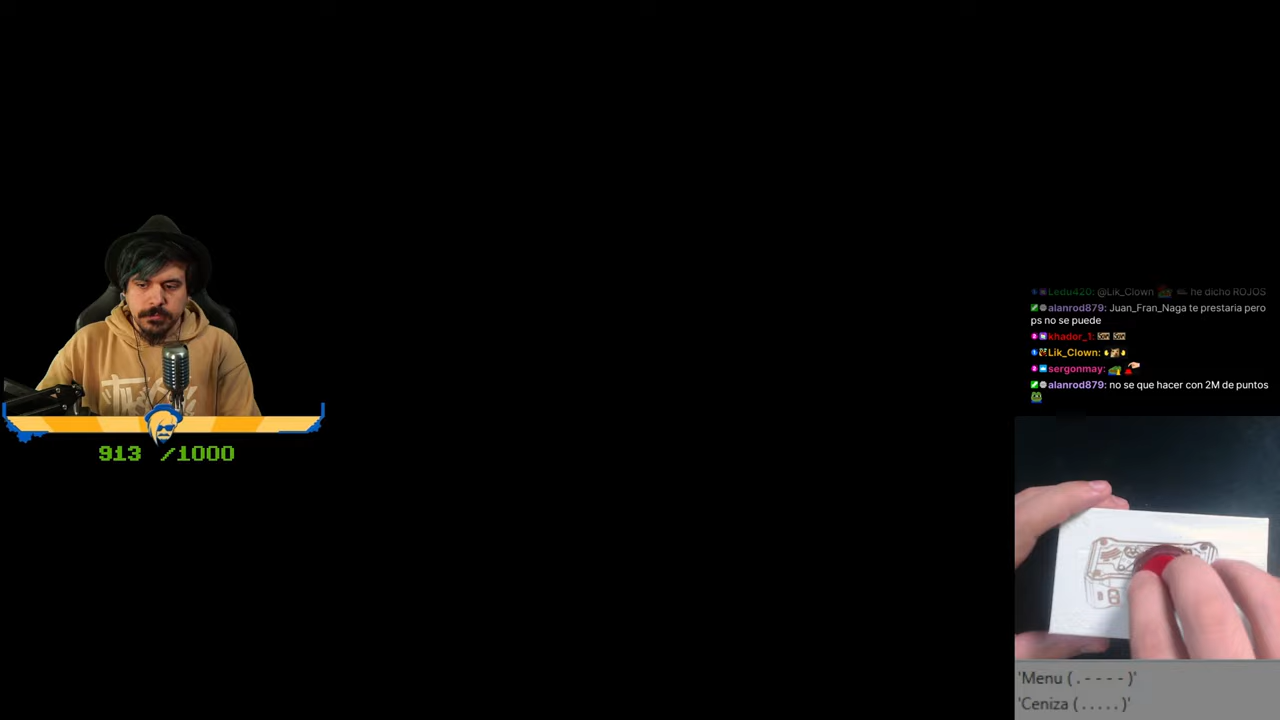 Ledu420: @Lik_Clown he dicho ROJOS
alanrod879: Juan_Fran_Naga te prestaria pero
ps no se puede
khador_1:
Lik_Clown:
sergonmay:
alanrod879: no se que hacer con 2M de puntos
913 /1000
'Menu ( . - - - - )'
'Ceniza ( . . . . . )'